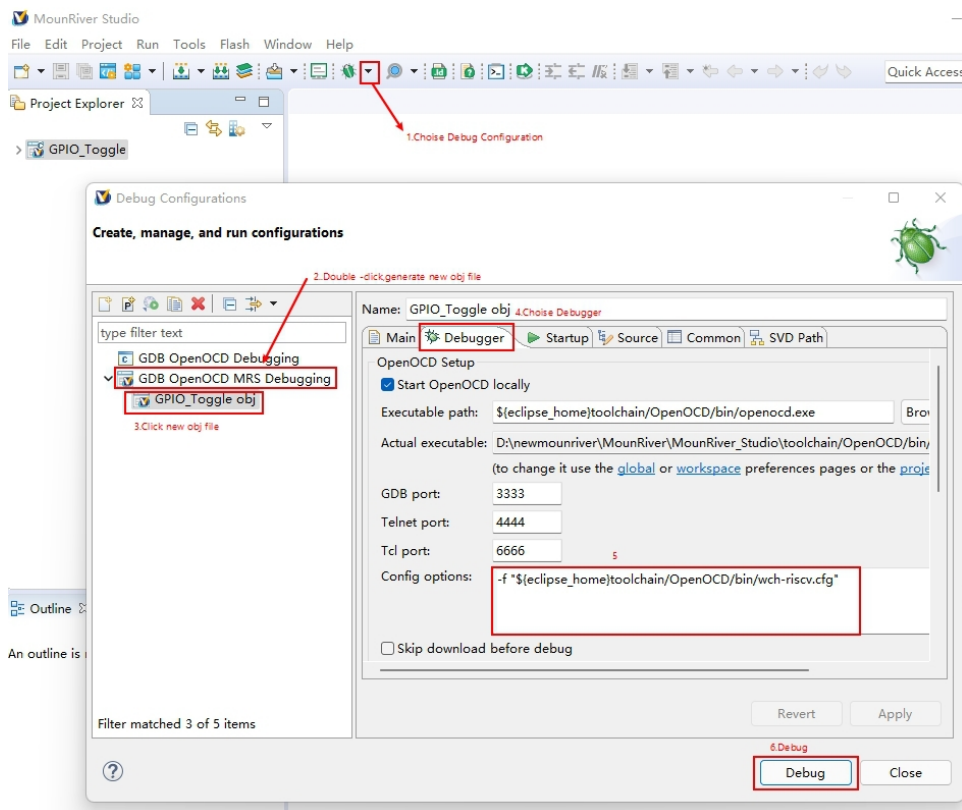 MounRiver Studio
File Edit Project Run Tools Flash Window Help
Quick Access
Project Explorer
1.Choise Debug Configuration
GPIO_Toggle
Debug Configurations
Create, manage, and run configurations
2.Double -click,generate new obj file
Name: GPIO_Toggle obj
4.Choise Debugger
type filter text
Main Debugger Startup Source Common SVD Path
GDB OpenOCD Debugging
GDB OpenOCD MRS Debugging
GPIO_Toggle obj
3.Click new obj file
OpenOCD Setup
Start OpenOCD locally
Executable path: ${eclipse_home}toolchain/OpenOCD/bin/openocd.exe Brov
Actual executable: D:\newmounriver\MounRiver\MounRiver_Studio\toolchain/OpenOCD/bin/
(to change it use the global or workspace preferences pages or the proje
GDB port: 3333
Telnet port: 4444
Tcl port: 6666
5
Config options: -f "${eclipse_home}toolchain/OpenOCD/bin/wch-riscv.cfg"
Skip download before debug
Outline
An outline is
Filter matched 3 of 5 items
Revert Apply
6.Debug
Debug Close